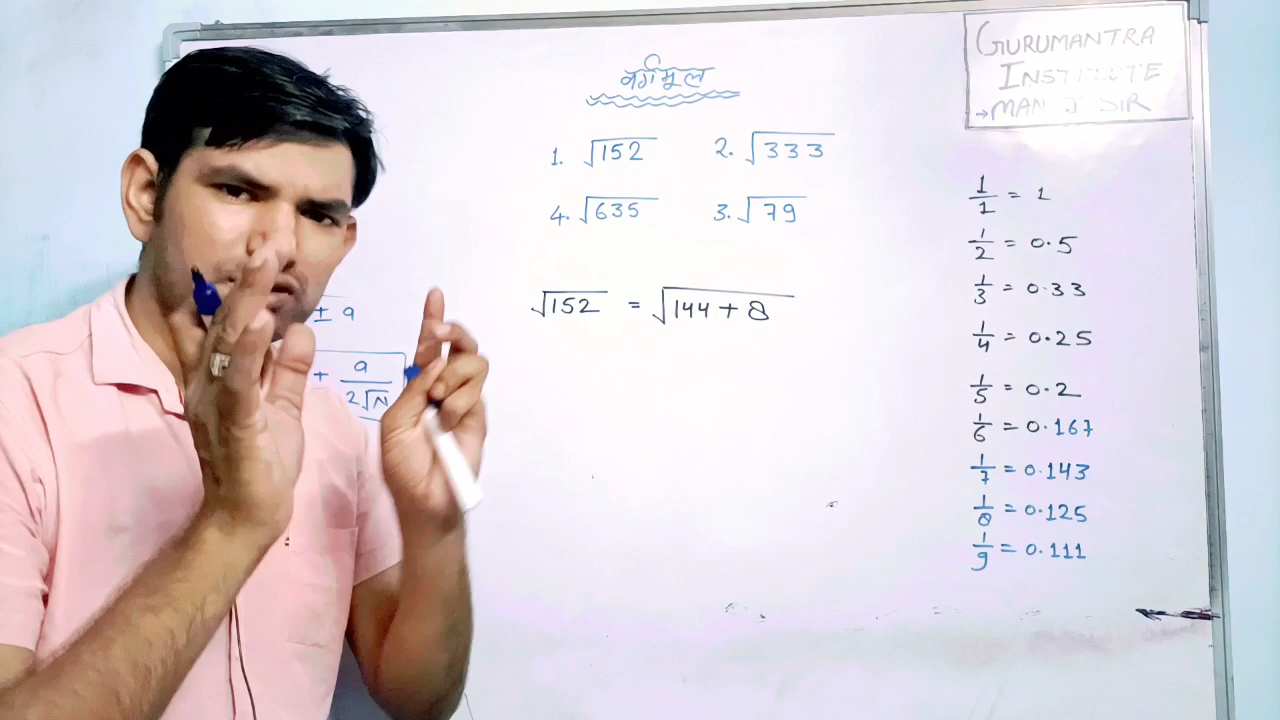 वर्गमूल
GURUMANTRA
INSTITUTE
→ SIR
1. √152 2. √333
4. √635 3. √79
√152 = √144 + 8
± a
+ a/2√N
1/1 = 1
1/2 = 0.5
1/3 = 0.33
1/4 = 0.25
1/5 = 0.2
1/6 = 0.167
1/7 = 0.143
1/8 = 0.125
1/9 = 0.111